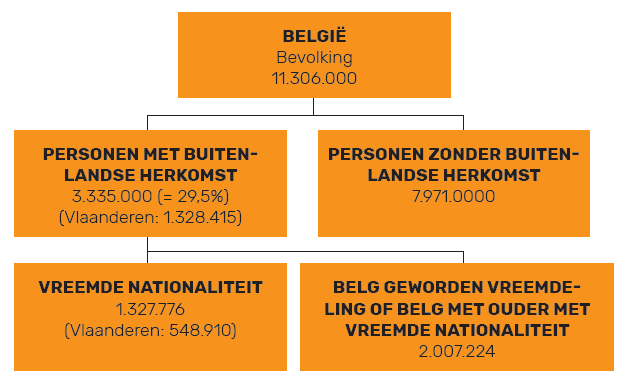 BELGIË
Bevolking
11.306.000
PERSONEN MET BUITEN-
LANDSE HERKOMST
3.335.000 (= 29,5%)
(Vlaanderen: 1.328.415)
PERSONEN ZONDER BUITEN-
LANDSE HERKOMST
7.971.0000
VREEMDE NATIONALITEIT
1.327.776
(Vlaanderen: 548.910)
BELG GEWORDEN VREEMDE-
LING OF BELG MET OUDER MET
VREEMDE NATIONALITEIT
2.007.224